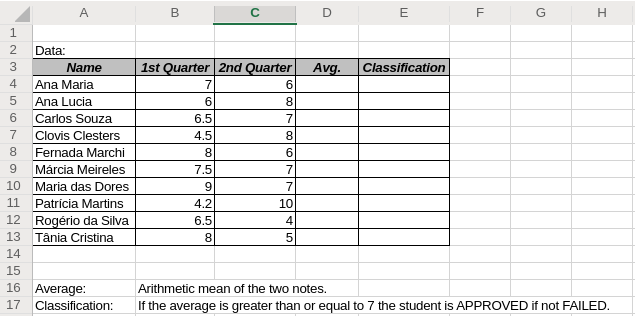 A B C D E F G H
1
2 Data:
3 Name 1st Quarter 2nd Quarter Avg. Classification
4 Ana Maria 7 6
5 Ana Lucia 6 8
6 Carlos Souza 6.5 7
7 Clovis Clesters 4.5 8
8 Fernada Marchi 8 6
9 Márcia Meireles 7.5 7
10 Maria das Dores 9 7
11 Patrícia Martins 4.2 10
12 Rogério da Silva 6.5 4
13 Tânia Cristina 8 5
14
15
16 Average: Arithmetic mean of the two notes.
17 Classification: If the average is greater than or equal to 7 the student is APPROVED if not FAILED.